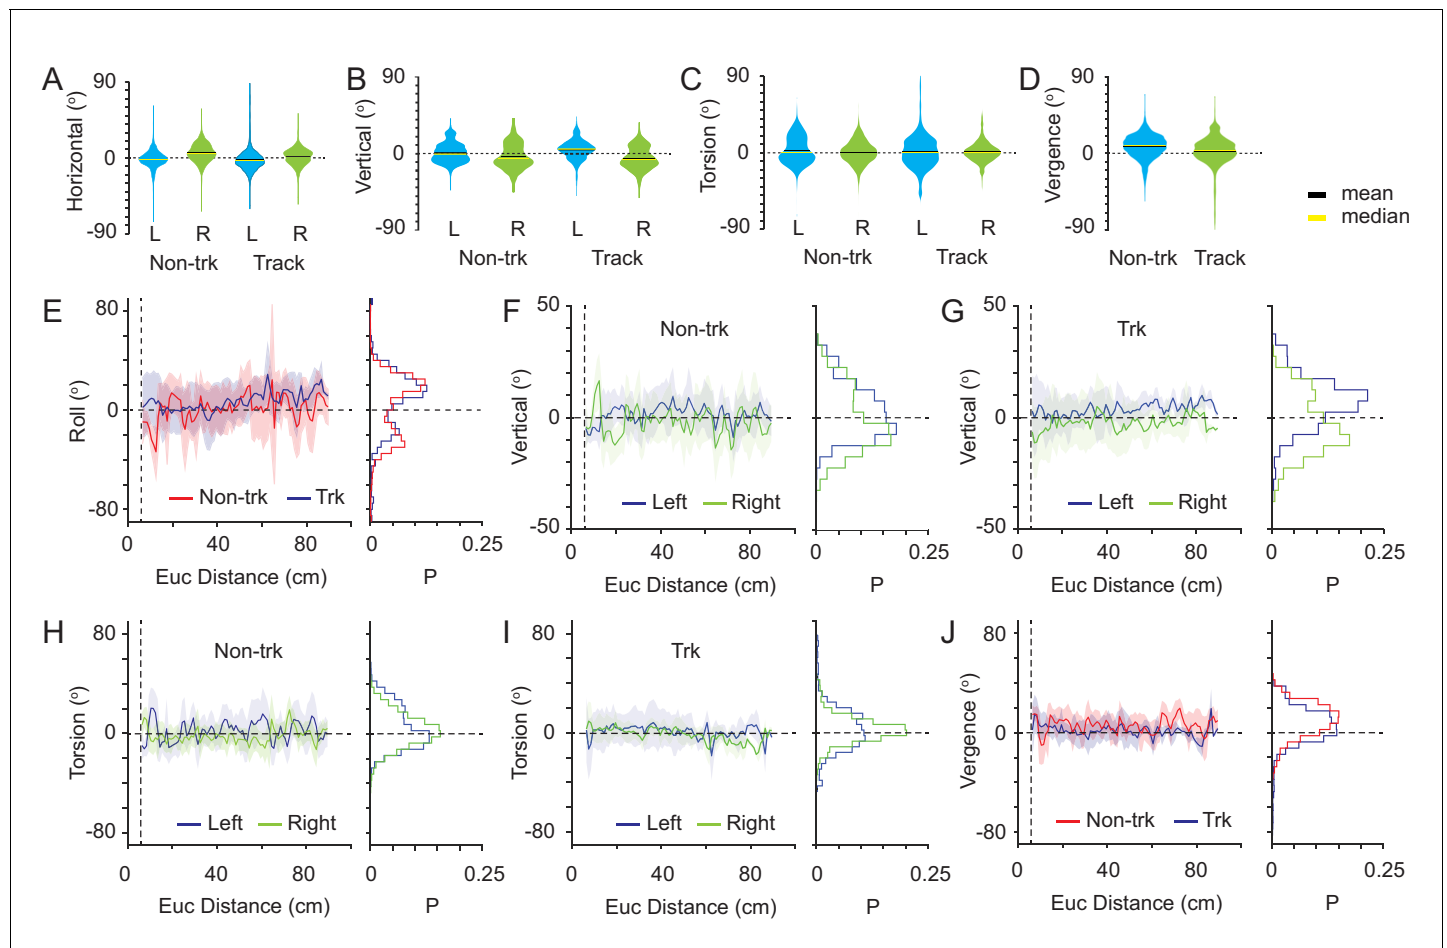 A
90
Horizontal (°)
0
-90
L R L R
Non-trk Track
B
90
Vertical (°)
0
-90
L R L R
Non-trk Track
C
90
Torsion (°)
0
-90
L R L R
Non-trk Track
D
90
Vergence (°)
0
-90
Non-trk Track
mean
median
E
80
Roll (°)
0
-80
Non-trk Trk
0 40 80
Euc Distance (cm)
0 0.25
P
F
50
Vertical (°)
0
-50
Non-trk
Left Right
0 40 80
Euc Distance (cm)
0 0.25
P
G
50
Vertical (°)
0
-50
Trk
Left Right
0 40 80
Euc Distance (cm)
0 0.25
P
H
80
Torsion (°)
0
-80
Non-trk
Left Right
0 40 80
Euc Distance (cm)
0 0.25
P
I
80
Torsion (°)
0
-80
Trk
Left Right
0 40 80
Euc Distance (cm)
0 0.25
P
J
80
Vergence (°)
0
-80
Non-trk Trk
0 40 80
Euc Distance (cm)
0 0.25
P